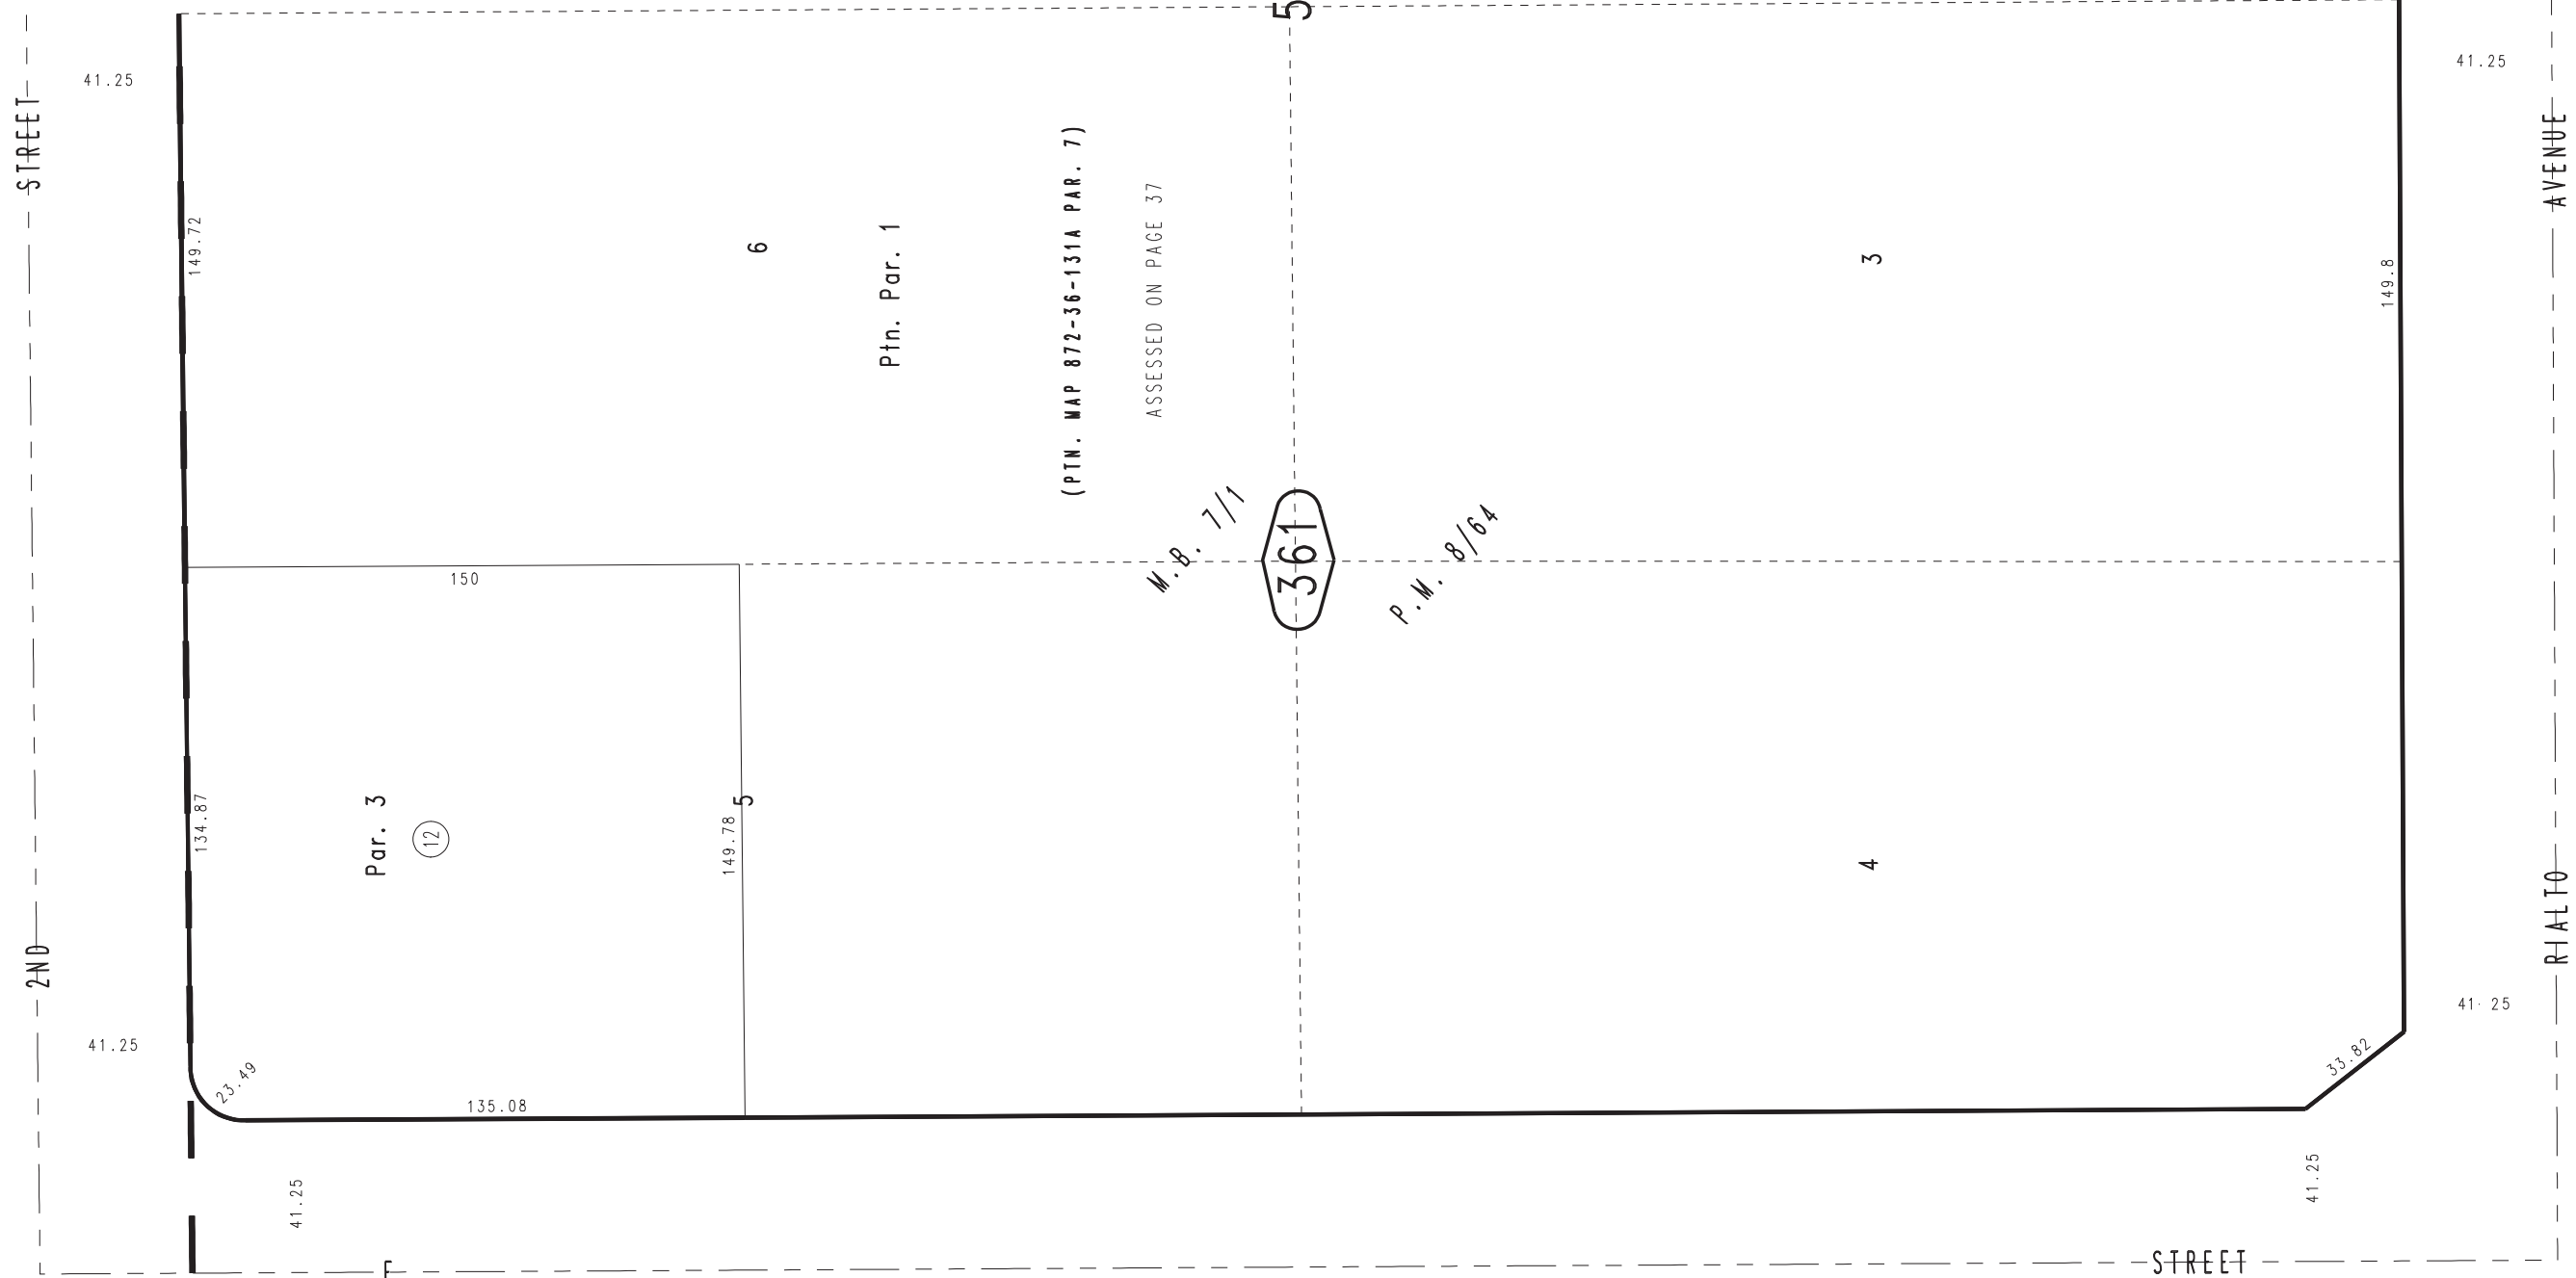 5
41.25
41.25
STREET
AVENUE
149.72
6
Ptn. Par. 1
(PTN. MAP 872-36-131A PAR. 7)
ASSESSED ON PAGE 37
3
149.8
M.B. 7/1
361
P.M. 8/64
150
Par. 3
12
134.87
149.78
5
4
2ND
RIALTO
41.25
41.25
23.49
135.08
33.82
41.25
41.25
STREET